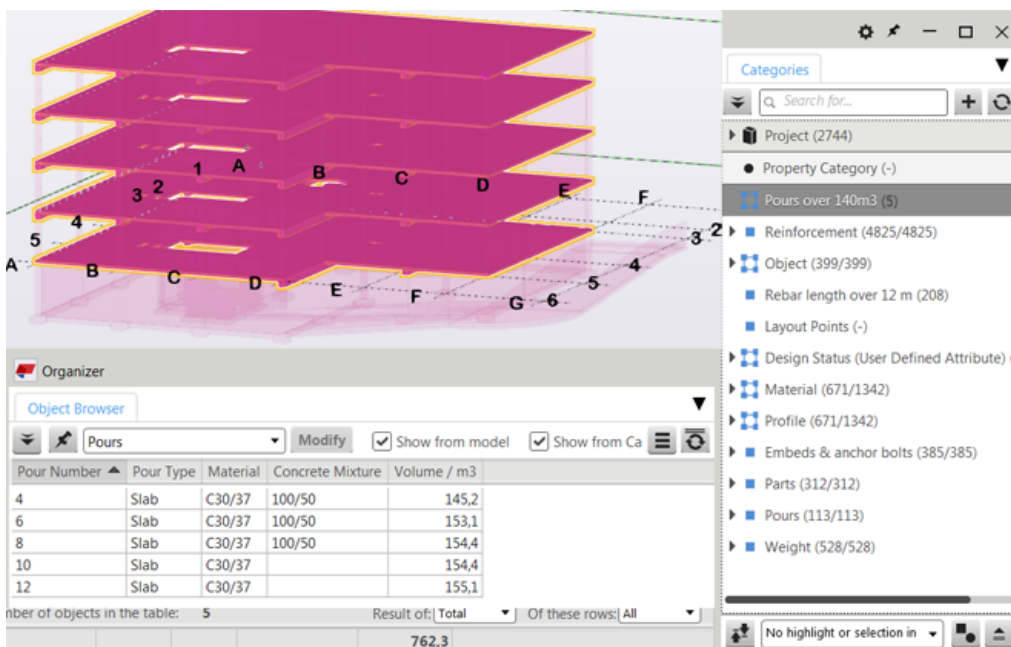 1
A
B
C
D
E
F
2
3
4
5
A
B
C
D
E
F
G
6
5
4
3
2
Organizer
Object Browser
Pours
Modify
Show from model
Show from Ca
Pour Number Pour Type Material Concrete Mixture Volume / m3
4 Slab C30/37 100/50 145,2
6 Slab C30/37 100/50 153,1
8 Slab C30/37 100/50 154,4
10 Slab C30/37 154,4
12 Slab C30/37 155,1
mber of objects in the table: 5 Result of: Total Of these rows: All
762,3
Categories
Search for...
Project (2744)
Property Category (-)
Pours over 140m3 (5)
Reinforcement (4825/4825)
Object (399/399)
Rebar length over 12 m (208)
Layout Points (-)
Design Status (User Defined Attribute) (
Material (671/1342)
Profile (671/1342)
Embeds & anchor bolts (385/385)
Parts (312/312)
Pours (113/113)
Weight (528/528)
No highlight or selection in